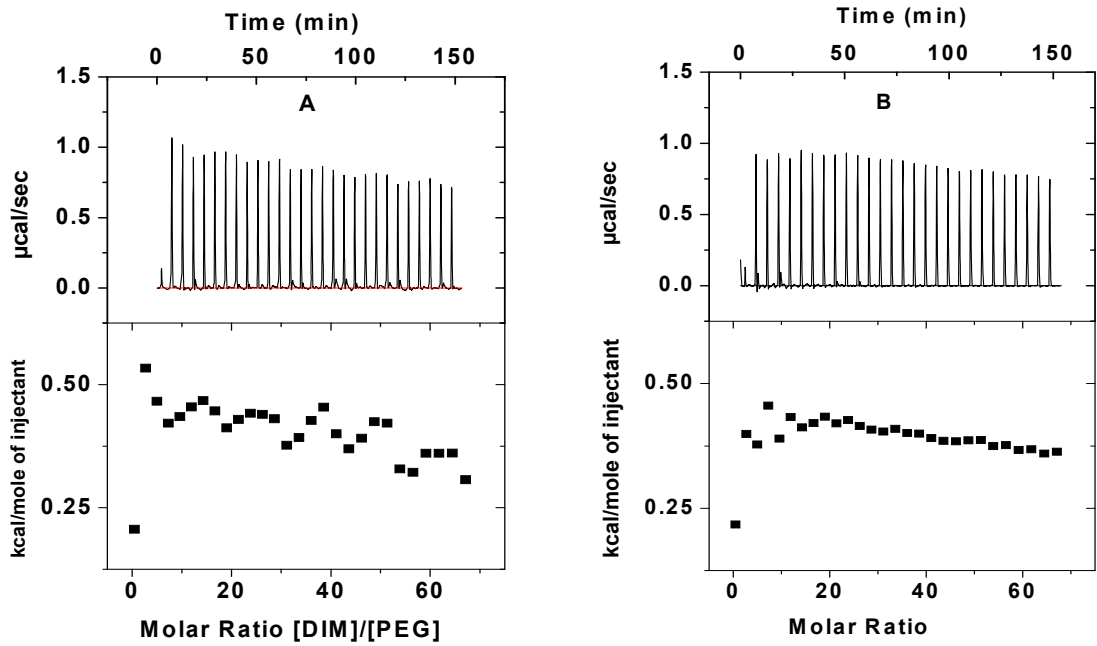 Time (min)
0 50 100 150
1.5
1.0
0.5
0.0
µcal/sec
A
0.50
0.25
kcal/mole of injectant
0 20 40 60
Molar Ratio [DIM]/[PEG]
Time (min)
0 50 100 150
1.5
1.0
0.5
0.0
µcal/sec
B
0.50
0.25
kcal/mole of injectant
0 20 40 60
Molar Ratio